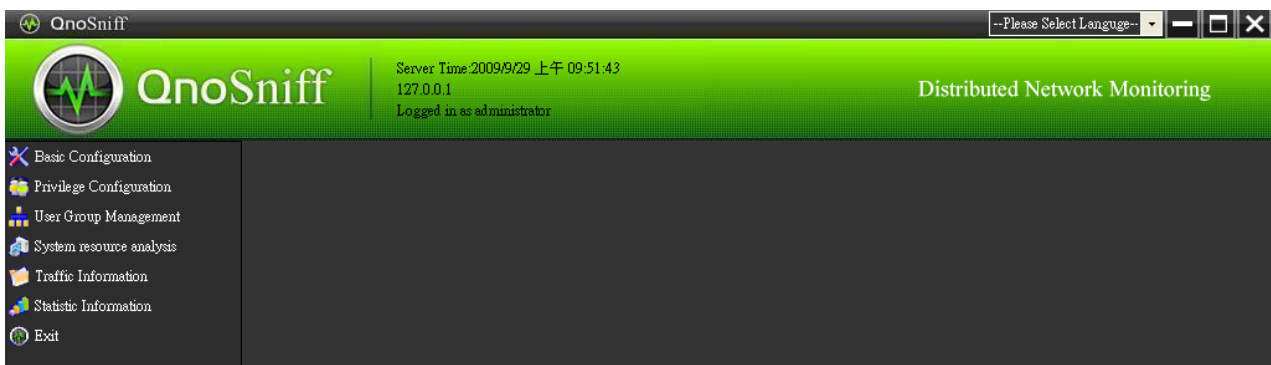 QnoSniff
--Please Select Languge--
QnoSniff
Server Time:2009/9/29 上午 09:51:43
127.0.0.1
Logged in as administrator
Distributed Network Monitoring
Basic Configuration
Privilege Configuration
User Group Management
System resource analysis
Traffic Information
Statistic Information
Exit